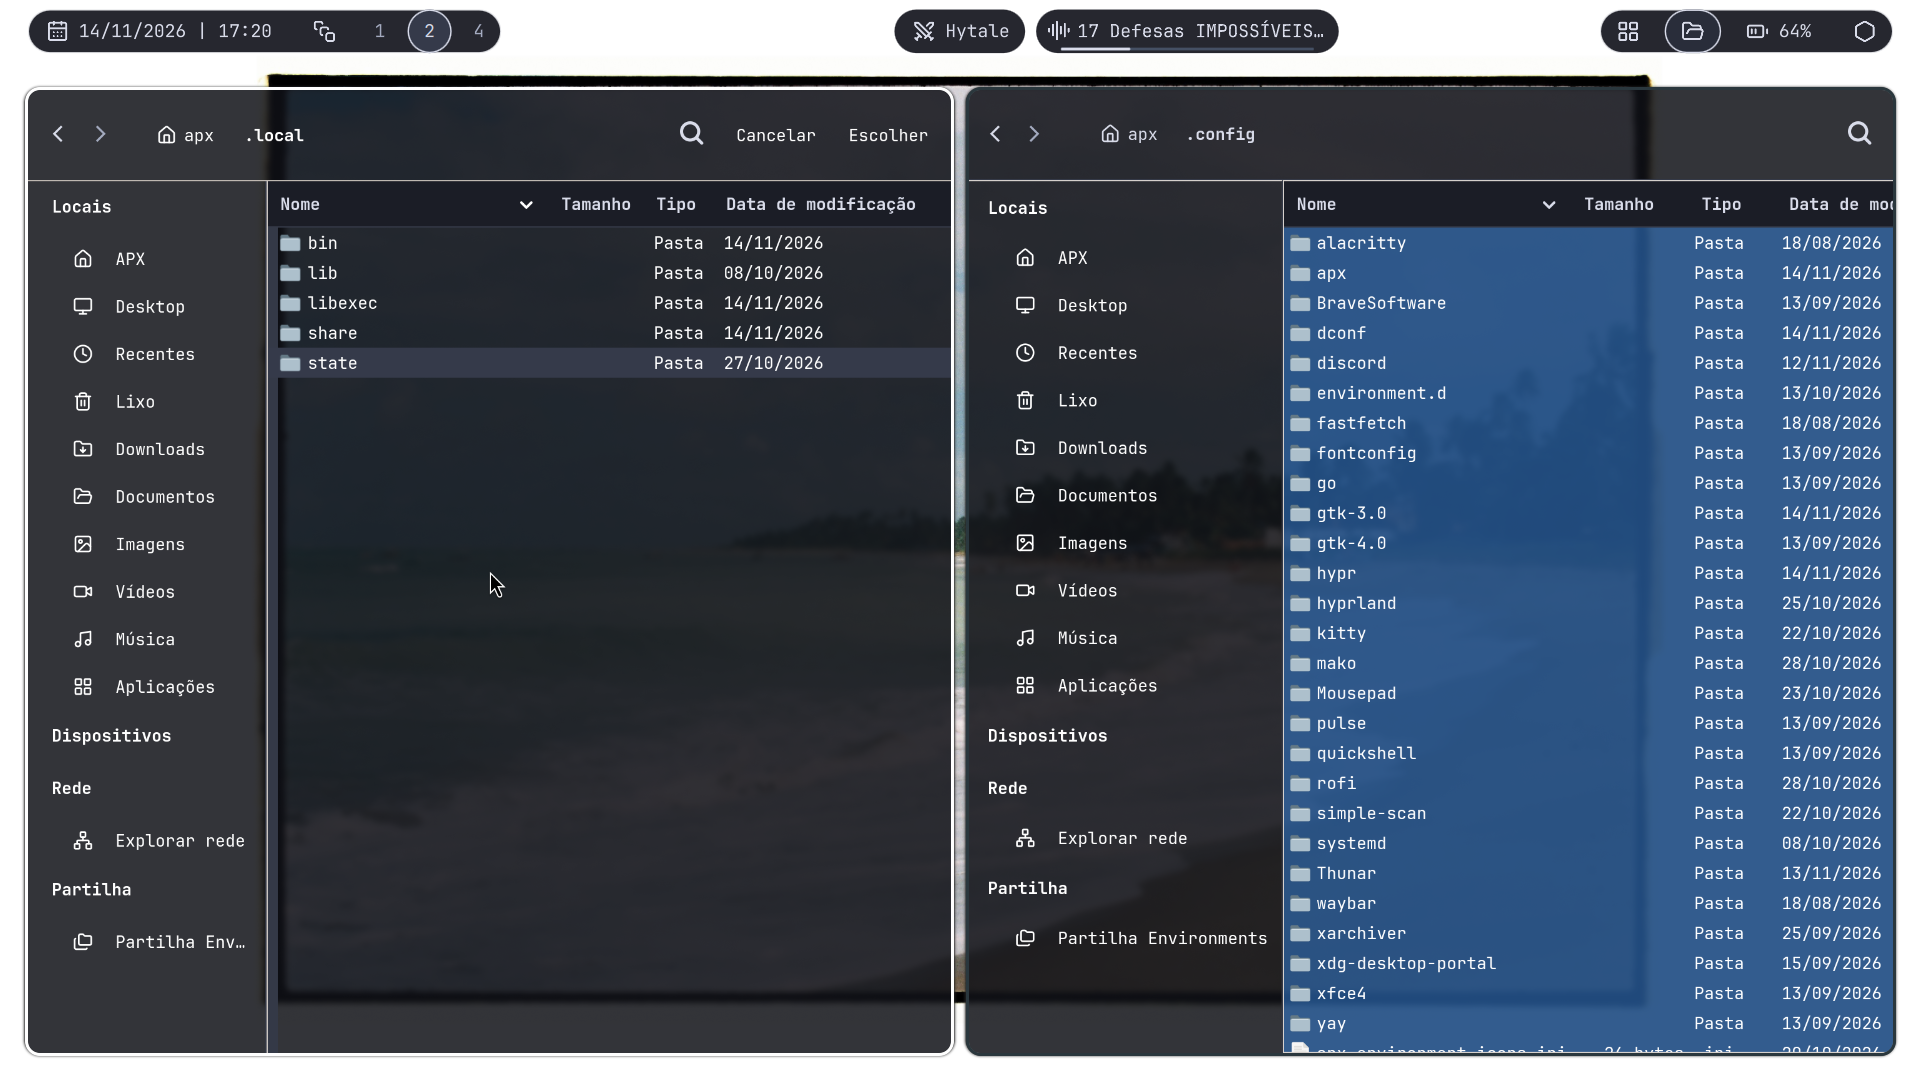 14/11/2026 | 17:20
1
2
4
Hytale
17 Defesas IMPOSSÍVEIS…
64%
apx
.local
Cancelar
Escolher
Locais
APX
Desktop
Recentes
Lixo
Downloads
Documentos
Imagens
Vídeos
Música
Aplicações
Dispositivos
Rede
Explorar rede
Partilha
Partilha Env…
Nome Tamanho Tipo Data de modificação
bin Pasta 14/11/2026
lib Pasta 08/10/2026
libexec Pasta 14/11/2026
share Pasta 14/11/2026
state Pasta 27/10/2026
apx
.config
Locais
APX
Desktop
Recentes
Lixo
Downloads
Documentos
Imagens
Vídeos
Música
Aplicações
Dispositivos
Rede
Explorar rede
Partilha
Partilha Environments
Nome Tamanho Tipo Data de mo
alacritty Pasta 18/08/2026
apx Pasta 14/11/2026
BraveSoftware Pasta 13/09/2026
dconf Pasta 14/11/2026
discord Pasta 12/11/2026
environment.d Pasta 13/10/2026
fastfetch Pasta 18/08/2026
fontconfig Pasta 13/09/2026
go Pasta 13/09/2026
gtk-3.0 Pasta 14/11/2026
gtk-4.0 Pasta 13/09/2026
hypr Pasta 14/11/2026
hyprland Pasta 25/10/2026
kitty Pasta 22/10/2026
mako Pasta 28/10/2026
Mousepad Pasta 23/10/2026
pulse Pasta 13/09/2026
quickshell Pasta 13/09/2026
rofi Pasta 28/10/2026
simple-scan Pasta 22/10/2026
systemd Pasta 08/10/2026
Thunar Pasta 13/11/2026
waybar Pasta 18/08/2026
xarchiver Pasta 25/09/2026
xdg-desktop-portal Pasta 15/09/2026
xfce4 Pasta 13/09/2026
yay Pasta 13/09/2026